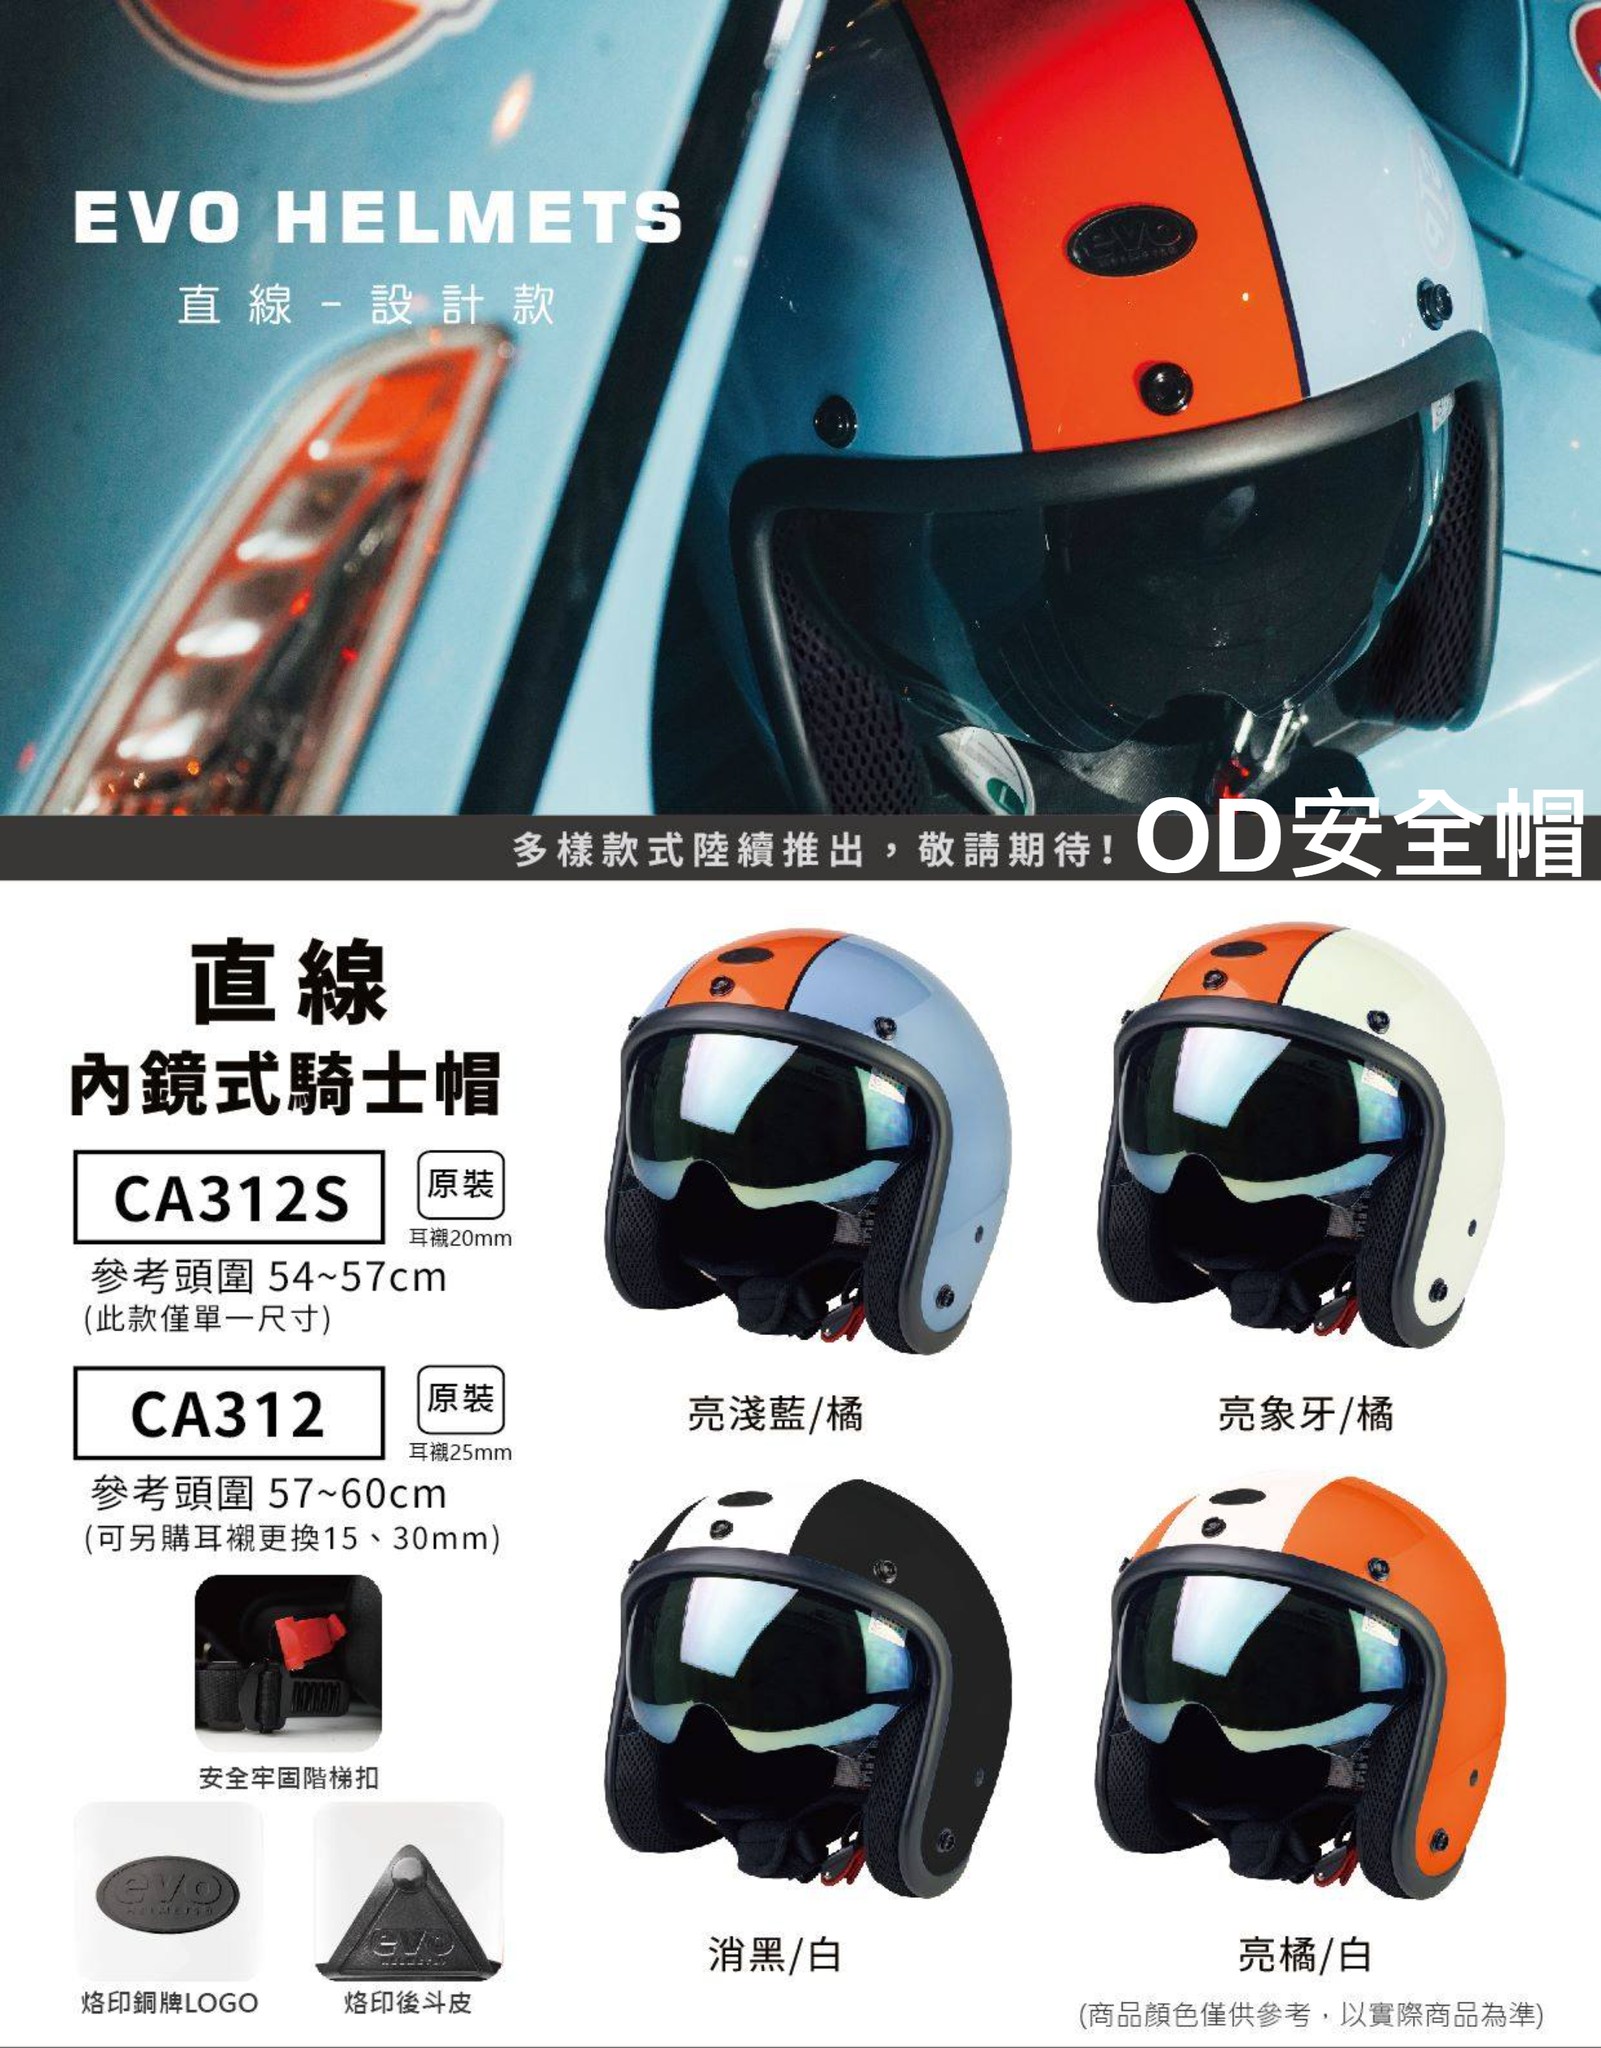 EVO HELMETS
直線-設計款
evo
多樣款式陸續推出，敬請期待!
OD安全帽
直線
內鏡式騎士帽
CA312S
原裝
耳襯20mm
參考頭圍 54~57cm
(此款僅單一尺寸)
CA312
原裝
耳襯25mm
參考頭圍 57~60cm
(可另購耳襯更換15、30mm)
安全牢固階梯扣
evo
HELMETSR
烙印銅牌LOGO
evo
烙印後斗皮
亮淺藍/橘
亮象牙/橘
消黑/白
亮橘/白
(商品顏色僅供參考，以實際商品為準)